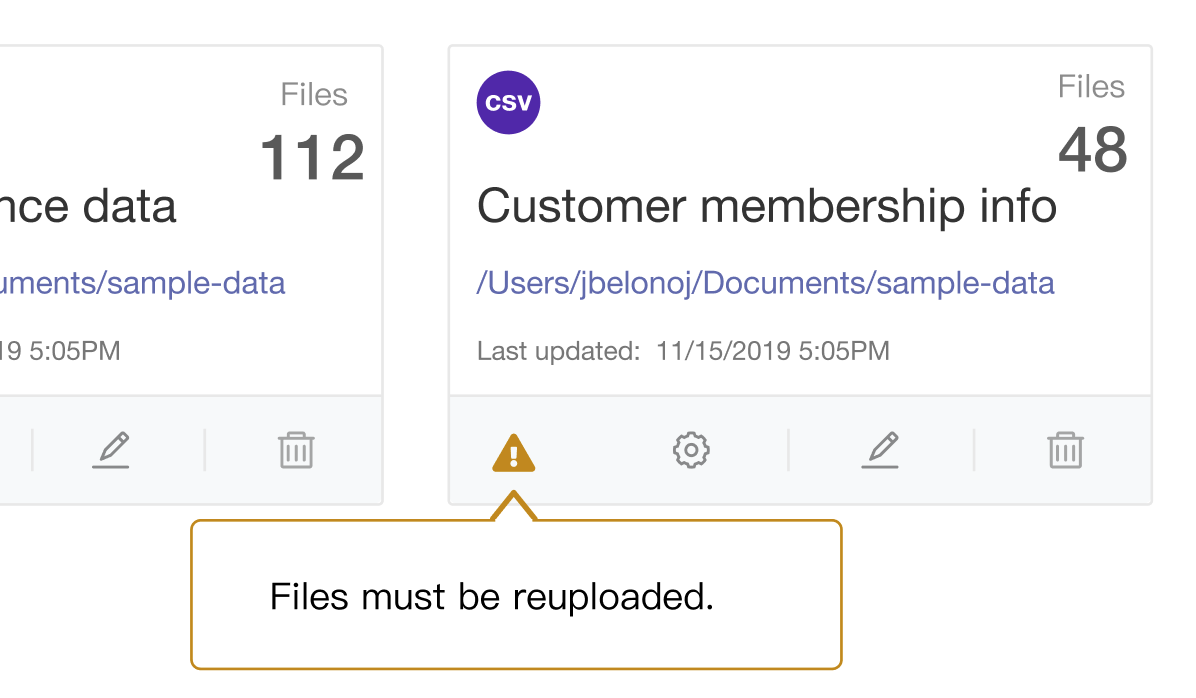 Files
112
nce data
uments/sample-data
19 5:05PM
CSV
Files
48
Customer membership info
/Users/jbelonoj/Documents/sample-data
Last updated: 11/15/2019 5:05PM
Files must be reuploaded.